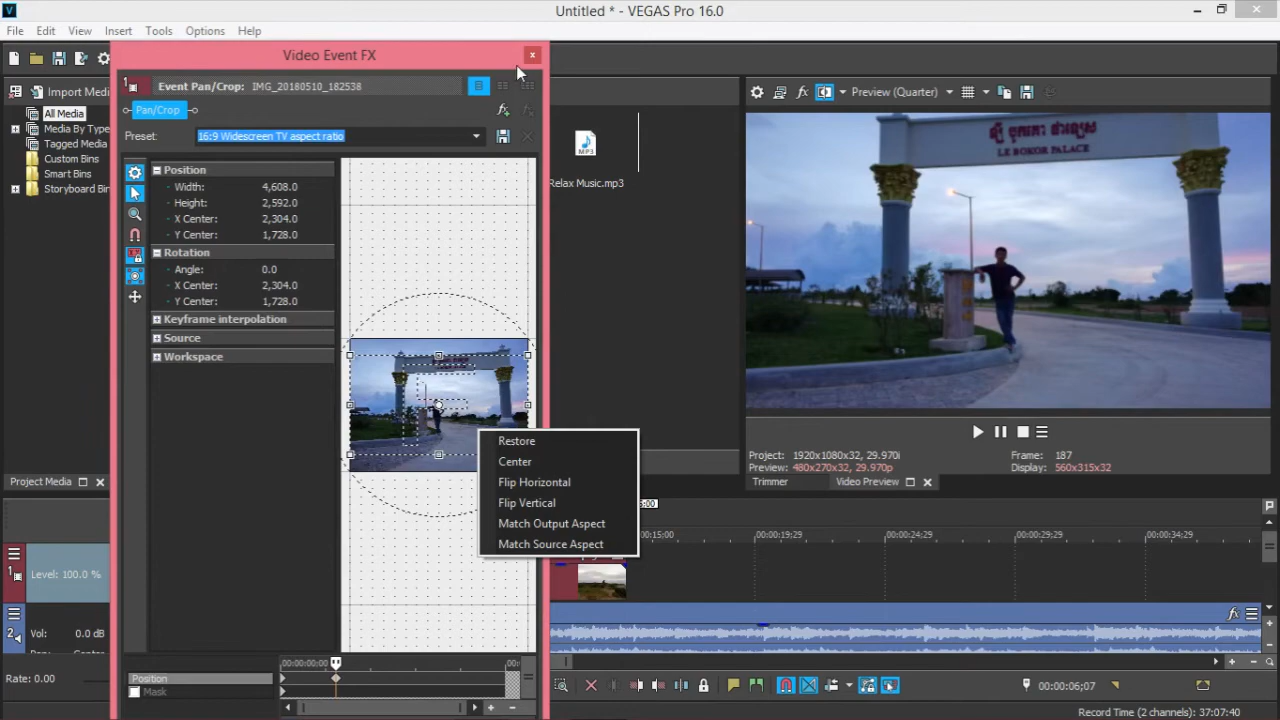 Untitled * - VEGAS Pro 16.0
File Edit View Insert Tools Options Help
Video Event FX
Import Media
1 Event Pan/Crop: IMG_20180510_182538
Preview (Quarter)
All Media
Pan/Crop
Media By Type
Preset: 16:9 Widescreen TV aspect ratio
Tagged Media
Custom Bins
Smart Bins
Storyboard Bin
Position
Width: 4,608.0
Height: 2,592.0
X Center: 2,304.0
Y Center: 1,728.0
Rotation
Angle: 0.0
X Center: 2,304.0
Y Center: 1,728.0
Keyframe interpolation
Source
Workspace
MP3
Relax Music.mp3
LE BOKOR PALACE
Restore
Center
Flip Horizontal
Flip Vertical
Match Output Aspect
Match Source Aspect
Project: 1920x1080x32, 29.970i
Frame: 187
Preview: 480x270x32, 29.970p
Display: 560x315x32
Project Media
Trimmer
Video Preview
00:00:19;29
00:00:24;29
00:00:29;29
00:00:34;29
1 Level: 100.0 %
2 Vol: 0.0 dB
Rate: 0.00
00:00:00;00
Position
Mask
00:00:06;07
Record Time (2 channels): 37:07:40